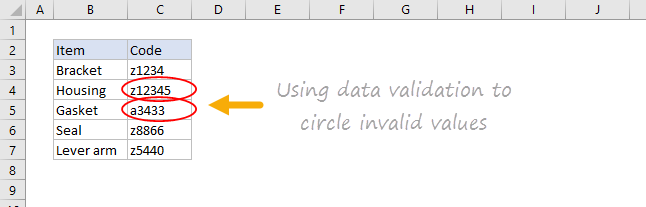 A B C D E F G H I J
1
2 Item Code
3 Bracket z1234
4 Housing z12345 Using data validation to
5 Gasket a3433 circle invalid values
6 Seal z8866
7 Lever arm z5440
8
9